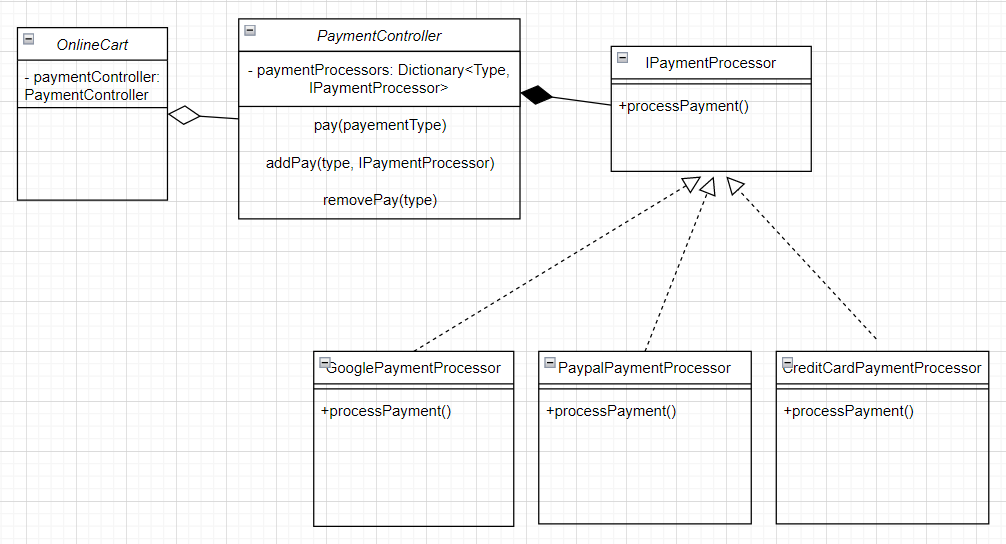 OnlineCart
- paymentController:
PaymentController
PaymentController
- paymentProcessors: Dictionary<Type,
IPaymentProcessor>
pay(payementType)
addPay(type, IPaymentProcessor)
removePay(type)
IPaymentProcessor
+processPayment()
GooglePaymentProcessor
+processPayment()
PaypalPaymentProcessor
+processPayment()
CreditCardPaymentProcessor
+processPayment()